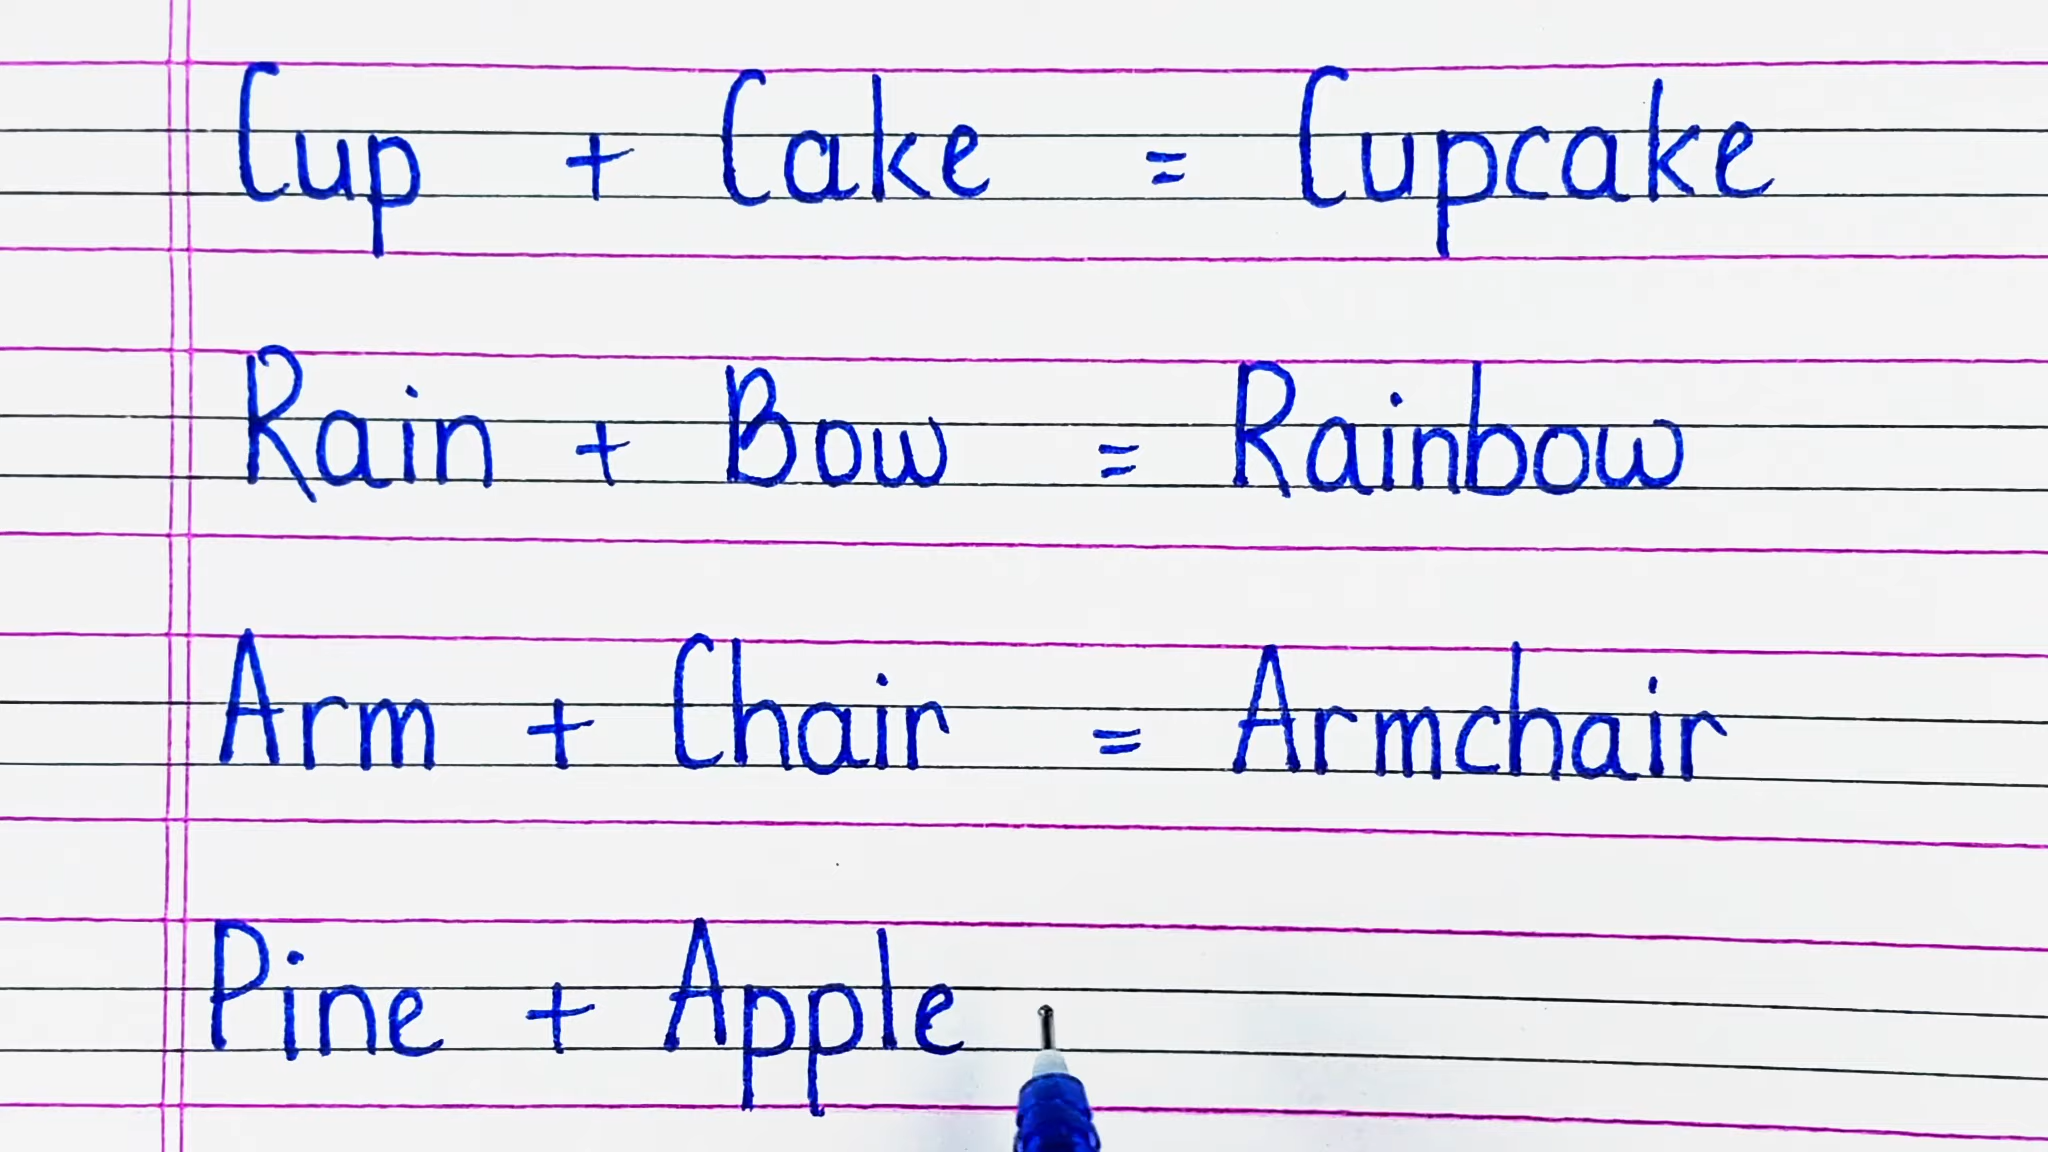 Cup + Cake = Cupcake
Rain + Bow = Rainbow
Arm + Chair = Armchair
Pine + Apple